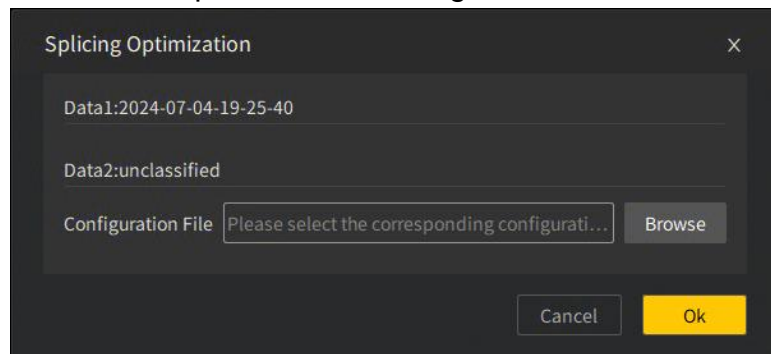 Splicing Optimization X
Data1:2024-07-04-19-25-40
Data2:unclassified
Configuration File Please select the corresponding configurati... Browse
Cancel Ok